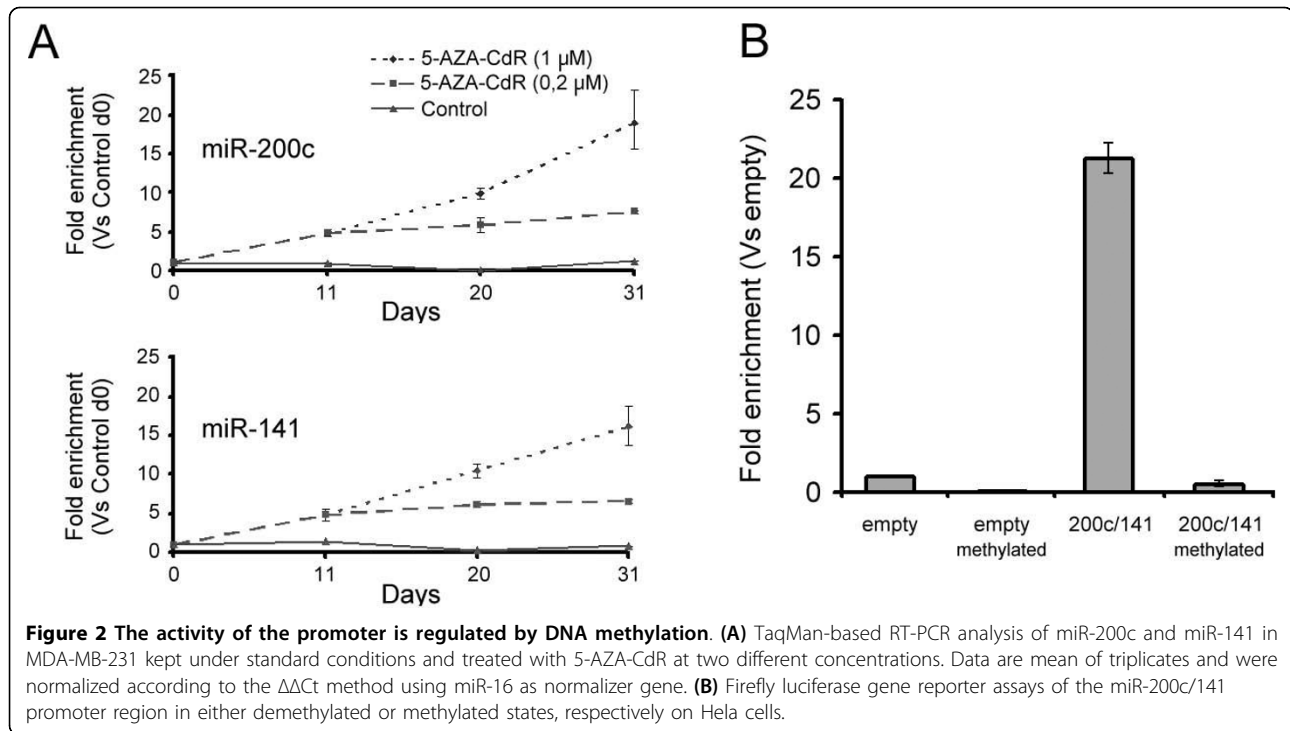 A
5-AZA-CdR (1 µM)
5-AZA-CdR (0,2 µM)
Control
Fold enrichment
(Vs Control d0)
25
20
15
10
5
0
miR-200c
0 11 20 31
Days
Fold enrichment
(Vs Control d0)
25
20
15
10
5
0
miR-141
0 11 20 31
Days
B
Fold enrichment (Vs empty)
25
20
15
10
5
0
empty
empty
methylated
200c/141
200c/141
methylated
Figure 2 The activity of the promoter is regulated by DNA methylation. (A) TaqMan-based RT-PCR analysis of miR-200c and miR-141 in
MDA-MB-231 kept under standard conditions and treated with 5-AZA-CdR at two different concentrations. Data are mean of triplicates and were
normalized according to the ΔΔCt method using miR-16 as normalizer gene. (B) Firefly luciferase gene reporter assays of the miR-200c/141
promoter region in either demethylated or methylated states, respectively on Hela cells.